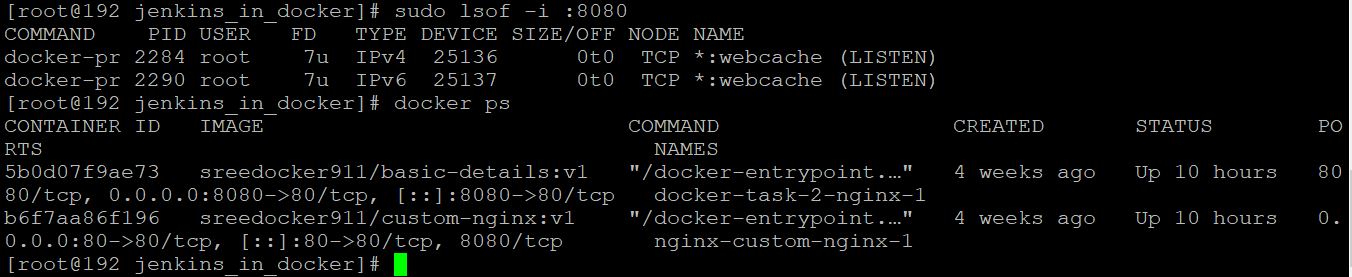 [root@192 jenkins_in_docker]# sudo lsof -i :8080
COMMAND    PID USER   FD   TYPE DEVICE SIZE/OFF NODE NAME
docker-pr 2284 root    7u  IPv4  25136      0t0  TCP *:webcache (LISTEN)
docker-pr 2290 root    7u  IPv6  25137      0t0  TCP *:webcache (LISTEN)
[root@192 jenkins_in_docker]# docker ps
CONTAINER ID   IMAGE                          COMMAND                  CREATED       STATUS        PO
RTS                                             NAMES
5b0d07f9ae73   sreedocker911/basic-details:v1   "/docker-entrypoint.…"   4 weeks ago   Up 10 hours   80
80/tcp, 0.0.0.0:8080->80/tcp, [::]:8080->80/tcp   docker-task-2-nginx-1
b6f7aa86f196   sreedocker911/custom-nginx:v1    "/docker-entrypoint.…"   4 weeks ago   Up 10 hours   0.
0.0.0:80->80/tcp, [::]:80->80/tcp, 8080/tcp       nginx-custom-nginx-1
[root@192 jenkins_in_docker]#